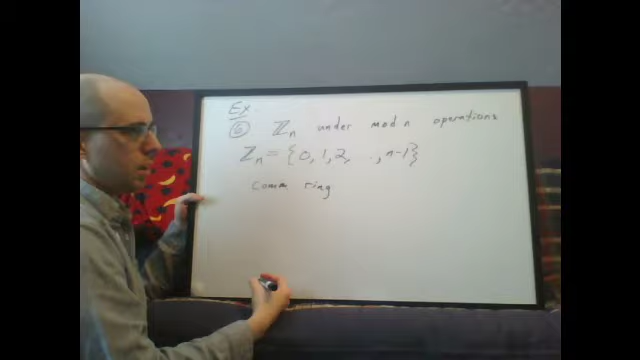 Ex
⑥ ℤn under mod n operations
ℤn = {0, 1, 2, ..., n-1}
comm ring